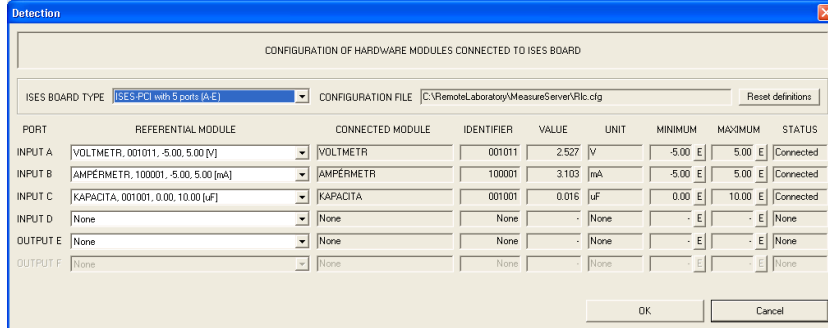 Detection
CONFIGURATION OF HARDWARE MODULES CONNECTED TO ISES BOARD
ISES BOARD TYPE ISES-PCI with 5 ports (A-E) CONFIGURATION FILE C:\RemoteLaboratory\MeasureServer\Rlc.cfg Reset definitions
PORT REFERENTIAL MODULE CONNECTED MODULE IDENTIFIER VALUE UNIT MINIMUM MAXIMUM STATUS
INPUT A VOLTMETR, 001011, -5.00, 5.00 [V] VOLTMETR 001011 2.527 V -5.00 E 5.00 E Connected
INPUT B AMPÉRMETR, 100001, -5.00, 5.00 [mA] AMPÉRMETR 100001 3.103 mA -5.00 E 5.00 E Connected
INPUT C KAPACITA, 001001, 0.00, 10.00 [uF] KAPACITA 001001 0.016 uF 0.00 E 10.00 E Connected
INPUT D None None None - None - E - E None
OUTPUT E None None None - None - E - E None
OUTPUT F None None None - None - E - E None
OK Cancel